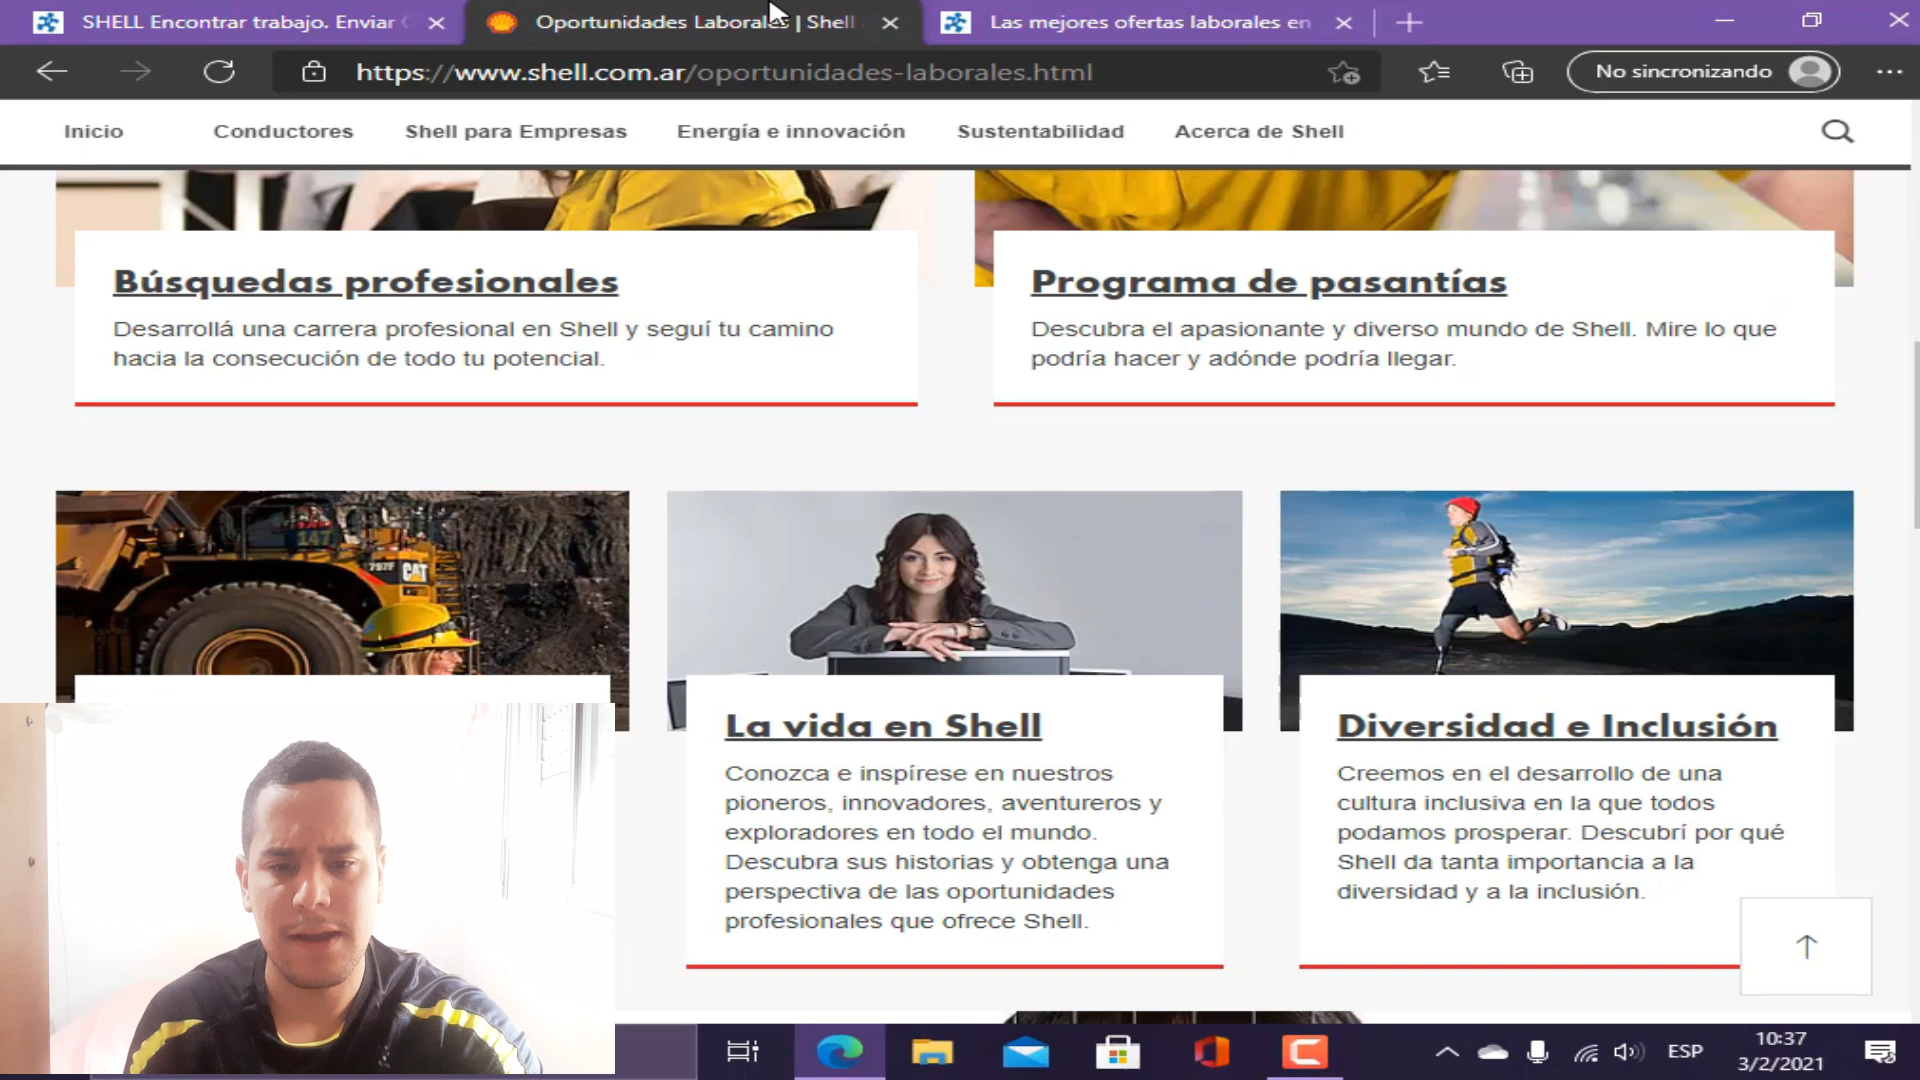 SHELL Encontrar trabajo. Enviar
Oportunidades Laborales | Shell
Las mejores ofertas laborales en
https://www.shell.com.ar/oportunidades-laborales.html
No sincronizando
Inicio
Conductores
Shell para Empresas
Energía e innovación
Sustentabilidad
Acerca de Shell
Búsquedas profesionales
Desarrollá una carrera profesional en Shell y seguí tu camino
hacia la consecución de todo tu potencial.
Programa de pasantías
Descubra el apasionante y diverso mundo de Shell. Mire lo que
podría hacer y adónde podría llegar.
147
797F
CAT
La vida en Shell
Conozca e inspírese en nuestros
pioneros, innovadores, aventureros y
exploradores en todo el mundo.
Descubra sus historias y obtenga una
perspectiva de las oportunidades
profesionales que ofrece Shell.
Diversidad e Inclusión
Creemos en el desarrollo de una
cultura inclusiva en la que todos
podamos prosperar. Descubrí por qué
Shell da tanta importancia a la
diversidad y a la inclusión.
ESP
10:37
3/2/2021